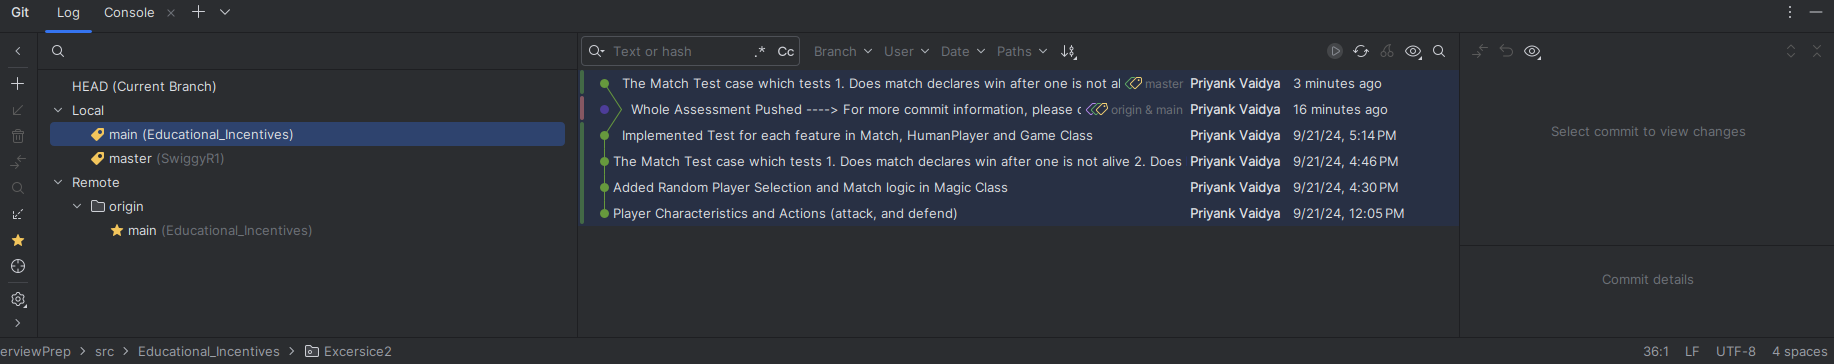 Git Log Console
Text or hash .* Cc Branch User Date Paths
HEAD (Current Branch)
Local
main (Educational_Incentives)
master (SwiggyR1)
Remote
origin
main (Educational_Incentives)
The Match Test case which tests 1. Does match declares win after one is not al master Priyank Vaidya 3 minutes ago
Whole Assessment Pushed ----> For more commit information, please c origin & main Priyank Vaidya 16 minutes ago
Implemented Test for each feature in Match, HumanPlayer and Game Class Priyank Vaidya 9/21/24, 5:14 PM
The Match Test case which tests 1. Does match declares win after one is not alive 2. Does Priyank Vaidya 9/21/24, 4:46 PM
Added Random Player Selection and Match logic in Magic Class Priyank Vaidya 9/21/24, 4:30 PM
Player Characteristics and Actions (attack, and defend) Priyank Vaidya 9/21/24, 12:05 PM
Select commit to view changes
Commit details
erviewPrep > src > Educational_Incentives > Excersice2 36:1 LF UTF-8 4 spaces